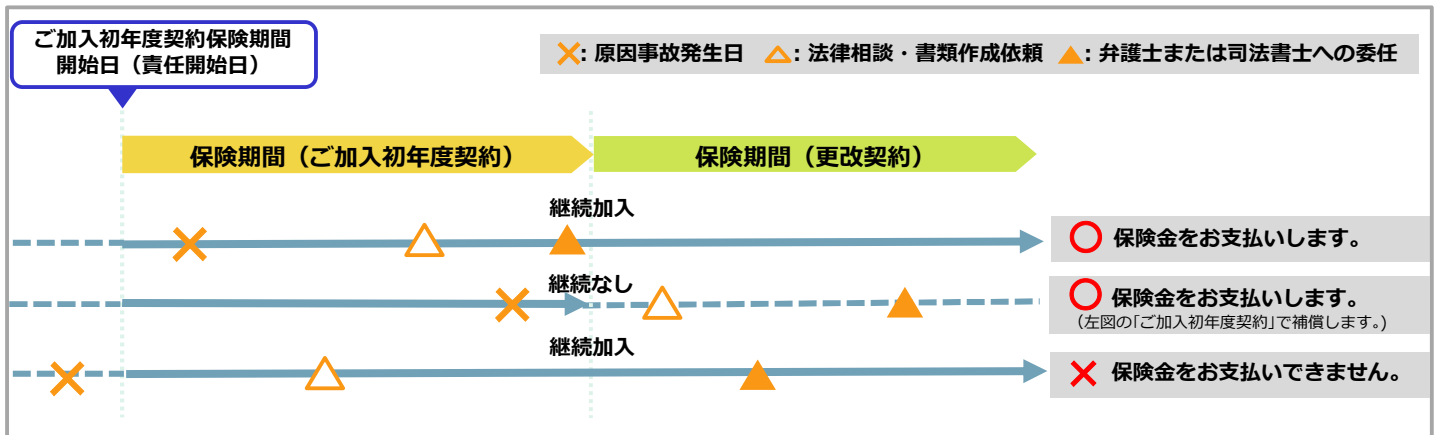 ご加入初年度契約保険期間
開始日（責任開始日）
: 原因事故発生日 : 法律相談・書類作成依頼 : 弁護士または司法書士への委任
保険期間（ご加入初年度契約）
保険期間（更改契約）
継続加入
保険金をお支払いします。
継続なし
保険金をお支払いします。
（左図の｢ご加入初年度契約｣で補償します。)
継続加入
保険金をお支払いできません。